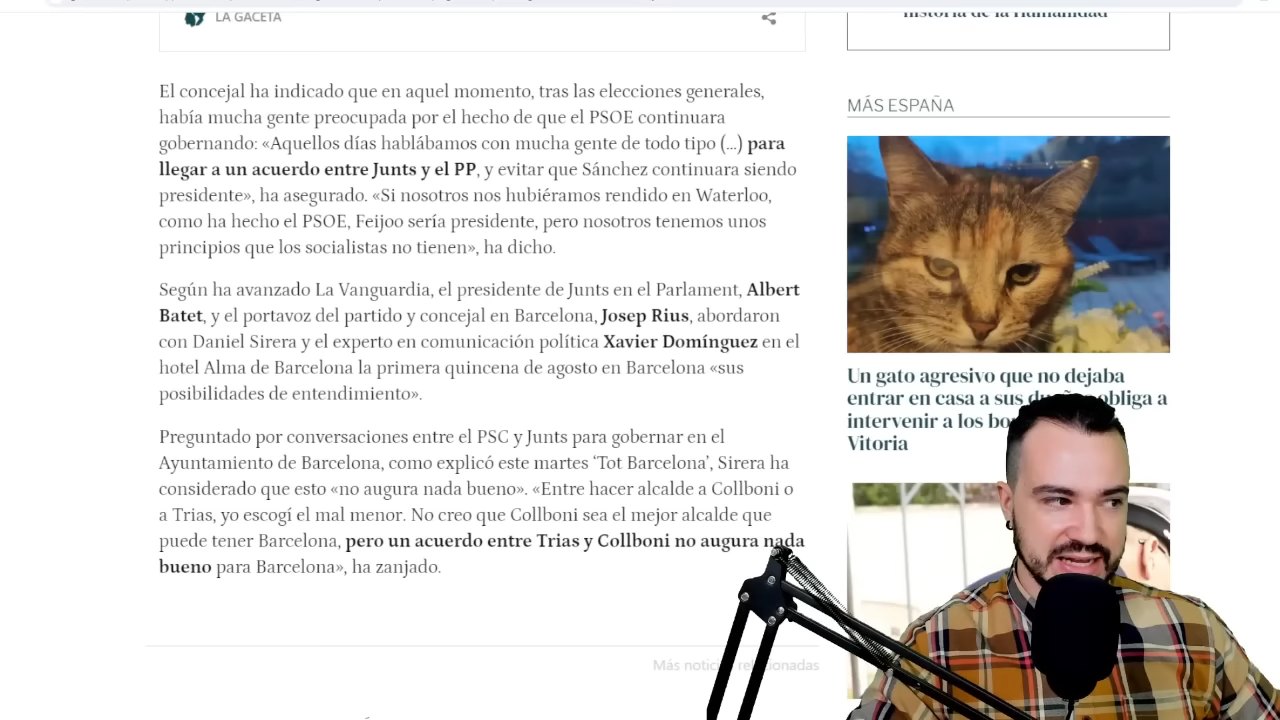 LA GACETA
historia de la Humanidad
El concejal ha indicado que en aquel momento, tras las elecciones generales,
había mucha gente preocupada por el hecho de que el PSOE continuara
gobernando: «Aquellos días hablábamos con mucha gente de todo tipo (…) para
llegar a un acuerdo entre Junts y el PP, y evitar que Sánchez continuara siendo
presidente», ha asegurado. «Si nosotros nos hubiéramos rendido en Waterloo,
como ha hecho el PSOE, Feijoo sería presidente, pero nosotros tenemos unos
principios que los socialistas no tienen», ha dicho.
Según ha avanzado La Vanguardia, el presidente de Junts en el Parlament, Albert
Batet, y el portavoz del partido y concejal en Barcelona, Josep Rius, abordaron
con Daniel Sirera y el experto en comunicación política Xavier Domínguez en el
hotel Alma de Barcelona la primera quincena de agosto en Barcelona «sus
posibilidades de entendimiento».
Preguntado por conversaciones entre el PSC y Junts para gobernar en el
Ayuntamiento de Barcelona, como explicó este martes ‘Tot Barcelona’, Sirera ha
considerado que esto «no augura nada bueno». «Entre hacer alcalde a Collboni o
a Trias, yo escogí el mal menor. No creo que Collboni sea el mejor alcalde que
puede tener Barcelona, pero un acuerdo entre Trias y Collboni no augura nada
bueno para Barcelona», ha zanjado.
Más noticias relacionadas
MÁS ESPAÑA
Un gato agresivo que no dejaba
entrar en casa a sus obliga a
intervenir a los
Vitoria